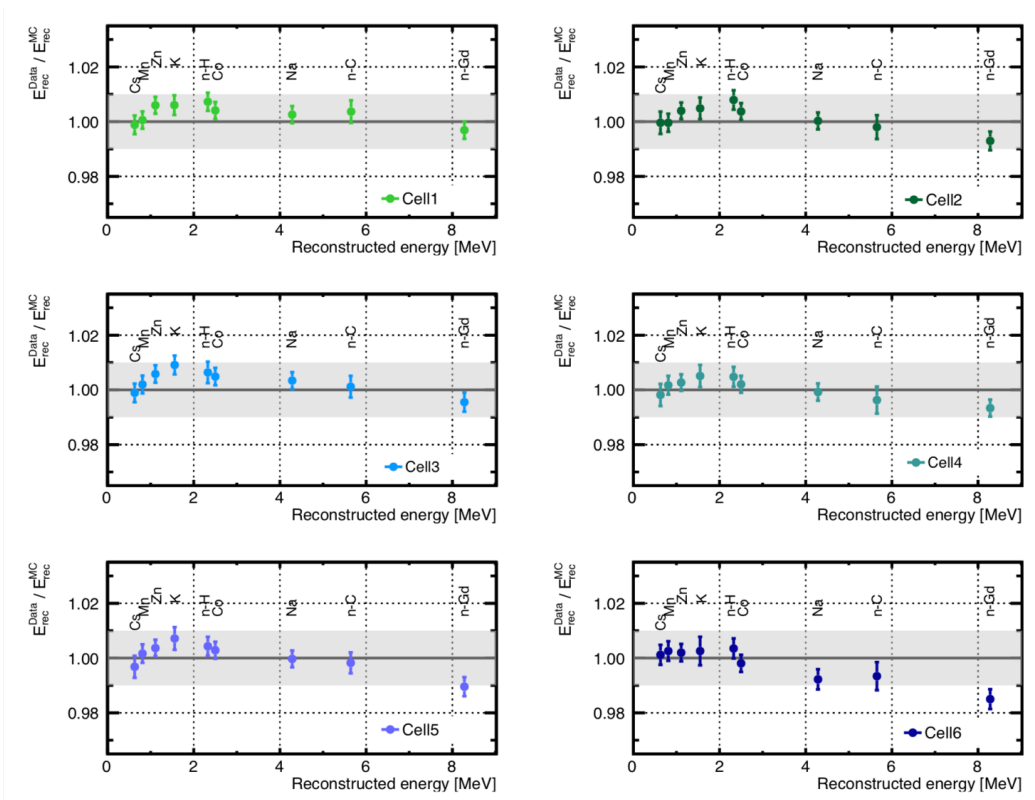 E_rec^Data / E_rec^MC
1.02
1.00
0.98
Cs
Mn
Zn
K
n-H
Co
Na
n-C
n-Gd
Cell1
0 2 4 6 8
Reconstructed energy [MeV]
E_rec^Data / E_rec^MC
1.02
1.00
0.98
Cs
Mn
Zn
K
n-H
Co
Na
n-C
n-Gd
Cell2
0 2 4 6 8
Reconstructed energy [MeV]
E_rec^Data / E_rec^MC
1.02
1.00
0.98
Cs
Mn
Zn
K
n-H
Co
Na
n-C
n-Gd
Cell3
0 2 4 6 8
Reconstructed energy [MeV]
E_rec^Data / E_rec^MC
1.02
1.00
0.98
Cs
Mn
Zn
K
n-H
Co
Na
n-C
n-Gd
Cell4
0 2 4 6 8
Reconstructed energy [MeV]
E_rec^Data / E_rec^MC
1.02
1.00
0.98
Cs
Mn
Zn
K
n-H
Co
Na
n-C
n-Gd
Cell5
0 2 4 6 8
Reconstructed energy [MeV]
E_rec^Data / E_rec^MC
1.02
1.00
0.98
Cs
Mn
Zn
K
n-H
Co
Na
n-C
n-Gd
Cell6
0 2 4 6 8
Reconstructed energy [MeV]